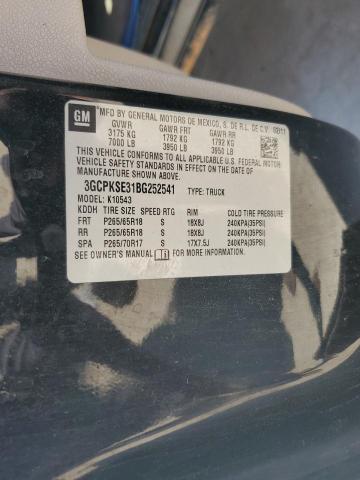 GM
MFD BY GENERAL MOTORS DE MEXICO, S. DE R.L. DE C.V.
GVWR GAWR FRT GAWR RR
3175 KG 1792 KG 1792 KG
7000 LB 3950 LB 3950 LB
THIS VEHICLE CONFORMS TO ALL APPLICABLE U.S. FEDERAL MOTOR
VEHICLE SAFETY STANDARDS IN EFFECT ON THE DATE OF
MANUFACTURE SHOWN ABOVE.
3GCPKSE31BG252541 TYPE: TRUCK
MODEL: K10543
KDDH TIRE SIZE SPEED RTG RIM COLD TIRE PRESSURE
FRT P265/65R18 S 18X8J 240KPA(35PSI)
RR P265/65R18 S 18X8J 240KPA(35PSI)
SPA P265/70R17 S 17X7.5J 240KPA(35PSI)
SEE OWNER'S MANUAL FOR MORE INFORMATION.